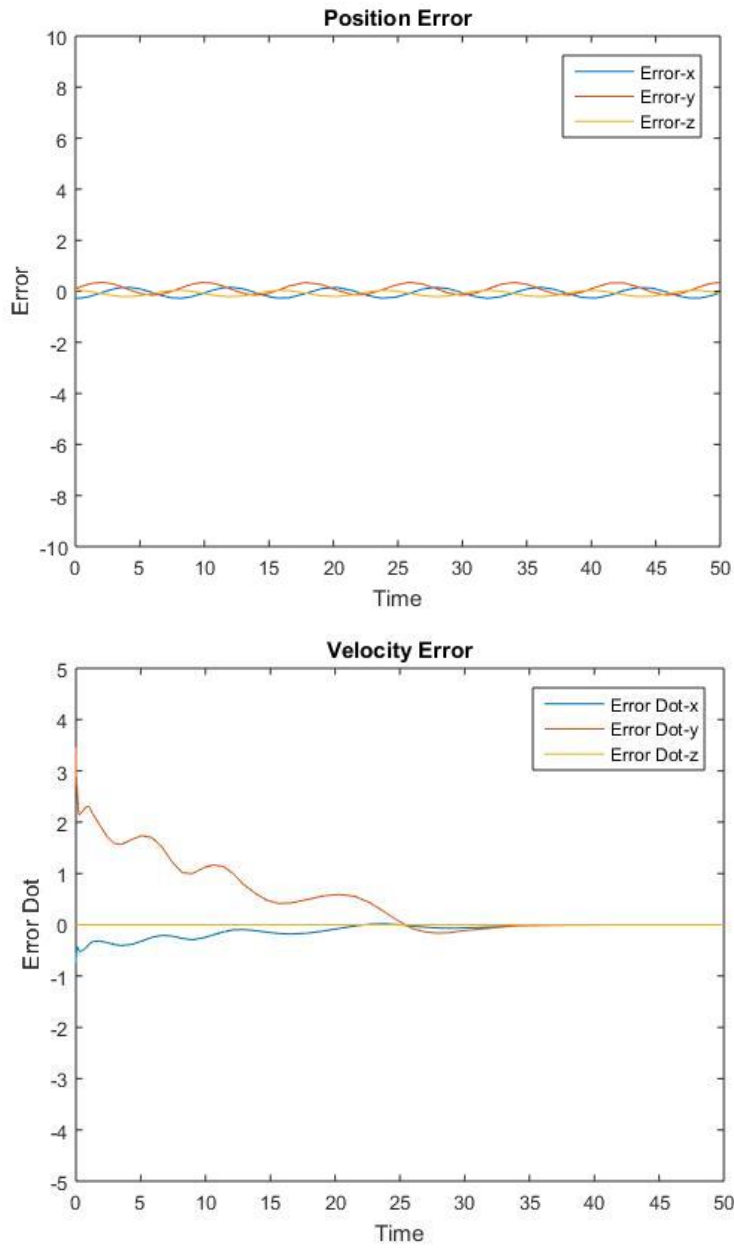 Position Error
10
8
6
4
2
0
-2
-4
-6
-8
-10
Error
Error-x
Error-y
Error-z
0 5 10 15 20 25 30 35 40 45 50
Time
Velocity Error
5
4
3
2
1
0
-1
-2
-3
-4
-5
Error Dot
Error Dot-x
Error Dot-y
Error Dot-z
0 5 10 15 20 25 30 35 40 45 50
Time